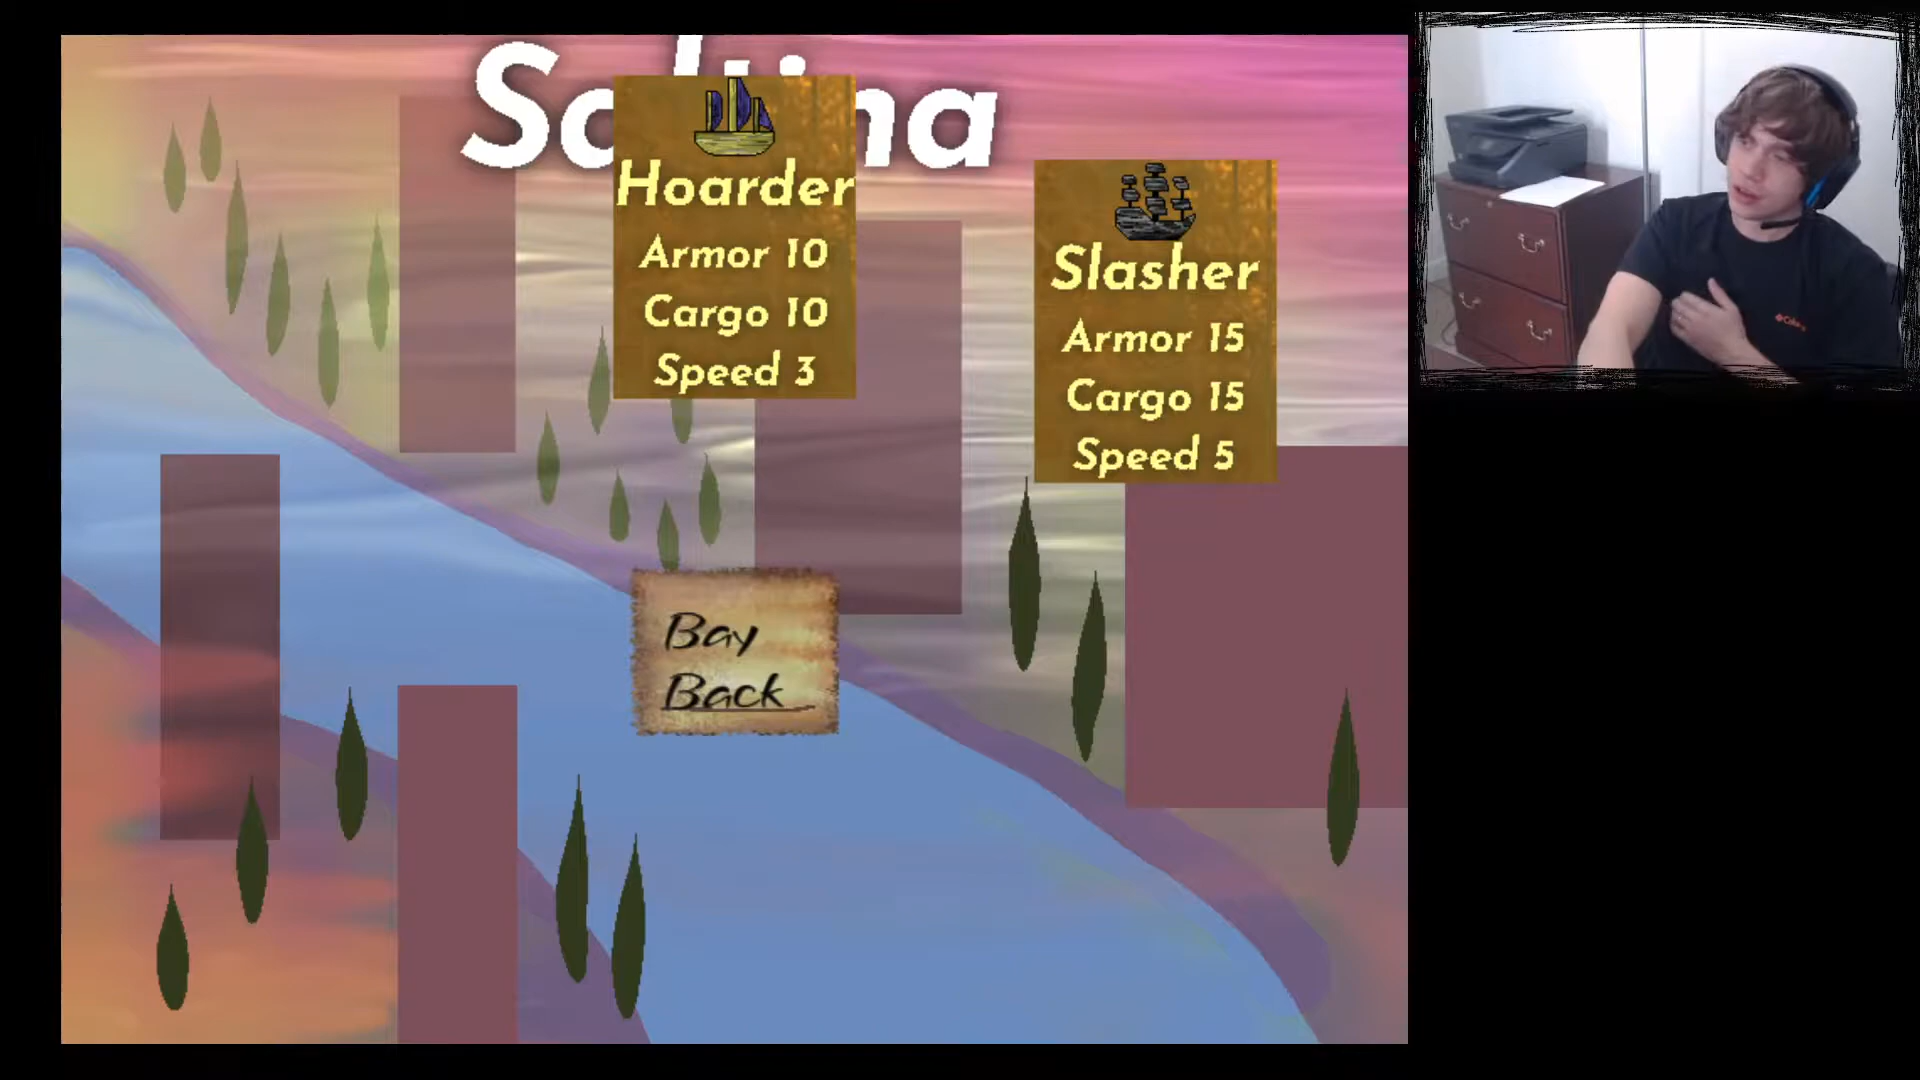 Hoarder
Armor 10
Cargo 10
Speed 3
Slasher
Armor 15
Cargo 15
Speed 5
Bay
Back